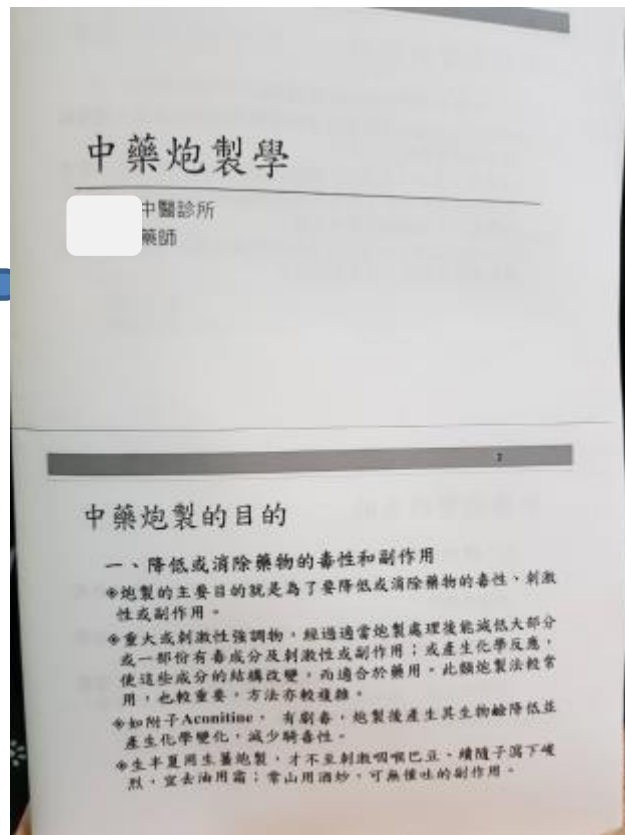 中藥炮製學
中醫診所
藥師
2
中藥炮製的目的
一、降低或消除藥物的毒性和副作用
◈炮製的主要目的就是為了要降低或消除藥物的毒性、刺激
性或副作用。
◈重大或刺激性強調物，經過適當炮製處理後能減低大部分
或一部份有毒成分及刺激性或副作用；或產生化學反應，
使這些成分的結構改變，而適合於藥用。此類炮製法較常
用，也較重要，方法亦較複雜。
◈如附子Aconitine， 有劇毒，炮製後產生其生物鹼降低並
產生化學變化，減少毒性。
◈生半夏用生薑炮製，才不至刺激咽喉巴豆、續隨子瀉下峻
烈，宜去油用霜；常山用酒炒，可無催吐的副作用。